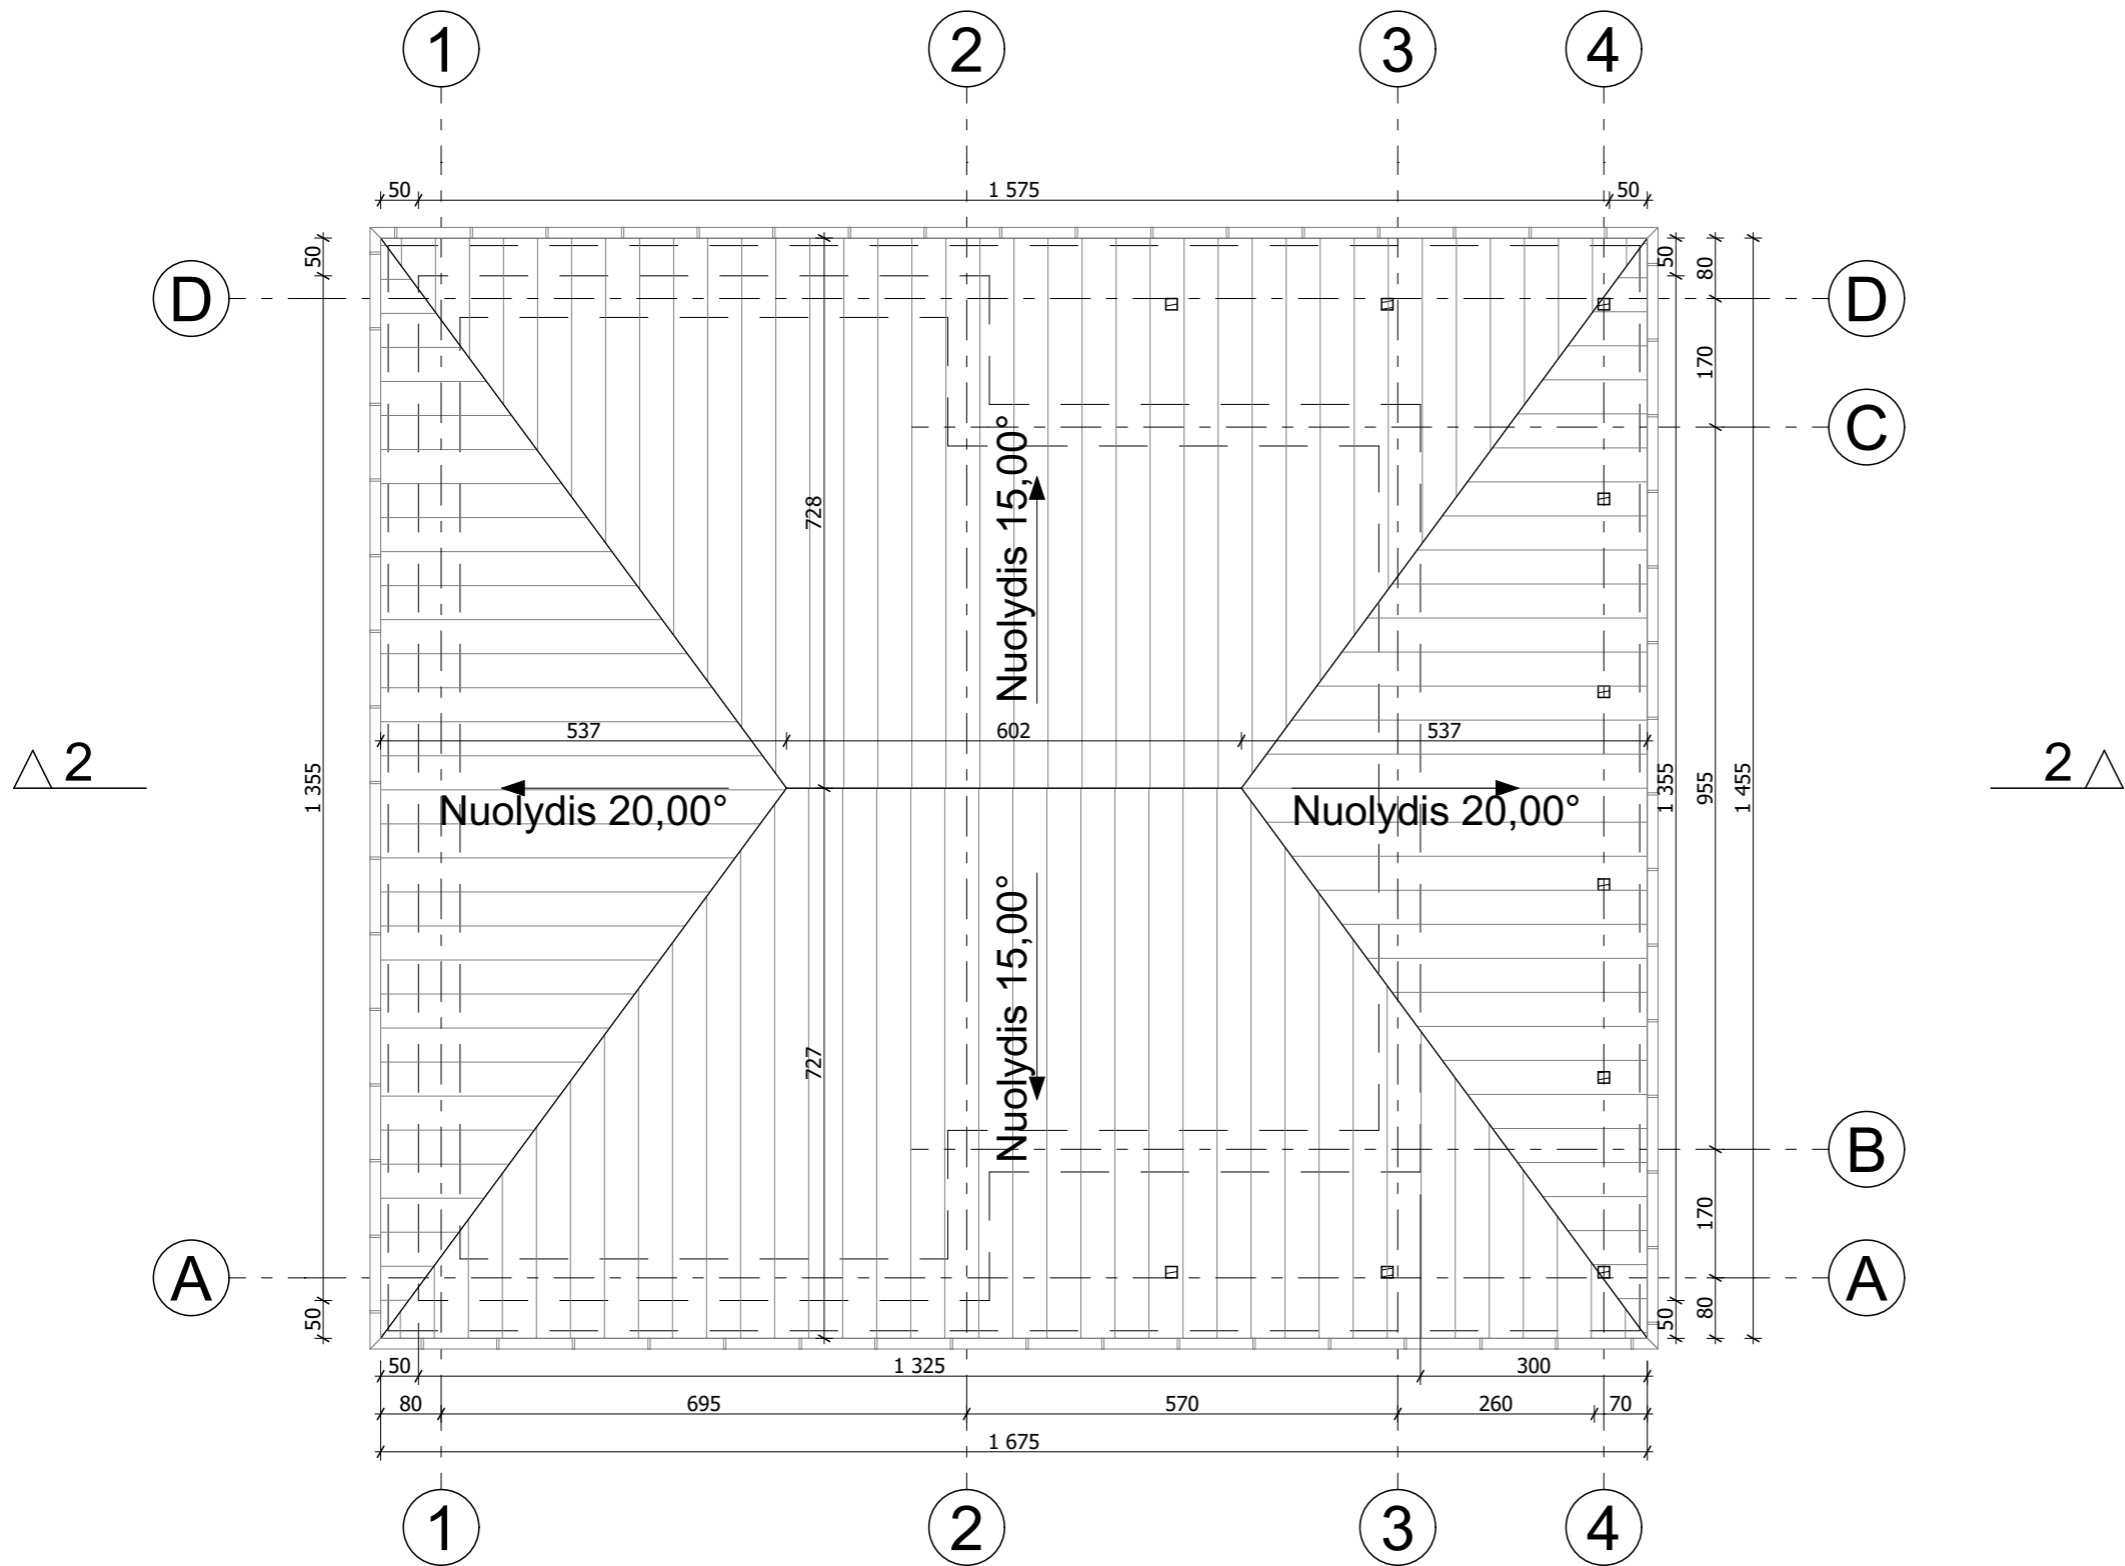 1 2 3 4
50 1 575 50
50 50 80
D D
170
C
Nuolydis 15,00°
728
537 602 537
2 2
1 355 1 355 955 1 455
Nuolydis 20,00° Nuolydis 20,00°
Nuolydis 15,00°
727
B
170
A A
50 50 80
50 1 325 300
80 695 570 260 70
1 675
1 2 3 4